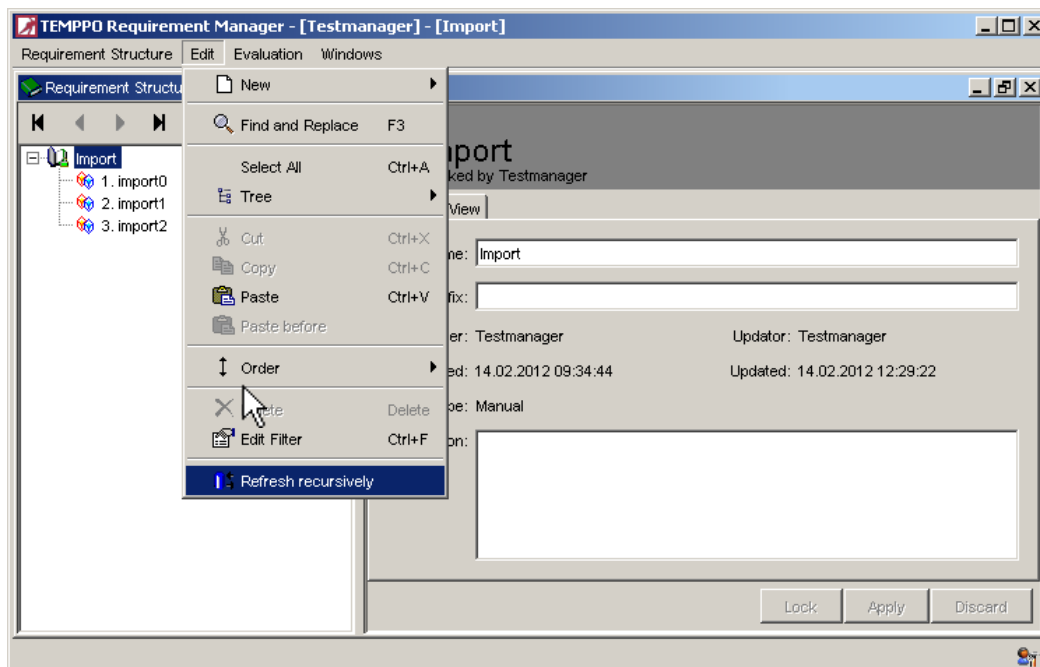 TEMPPO Requirement Manager - [Testmanager] - [Import]
Requirement Structure Edit Evaluation Windows
Requirement Structu
New
Find and Replace F3
Select All Ctrl+A
Tree
Cut Ctrl+X
Copy Ctrl+C
Paste Ctrl+V
Paste before
Order
Delete
Edit Filter Ctrl+F
Refresh recursively
Import
1. import0
2. import1
3. import2
port
ked by Testmanager
View
me: Import
fix:
er: Testmanager Updator: Testmanager
ed: 14.02.2012 09:34:44 Updated: 14.02.2012 12:29:22
pe: Manual
on:
Lock Apply Discard